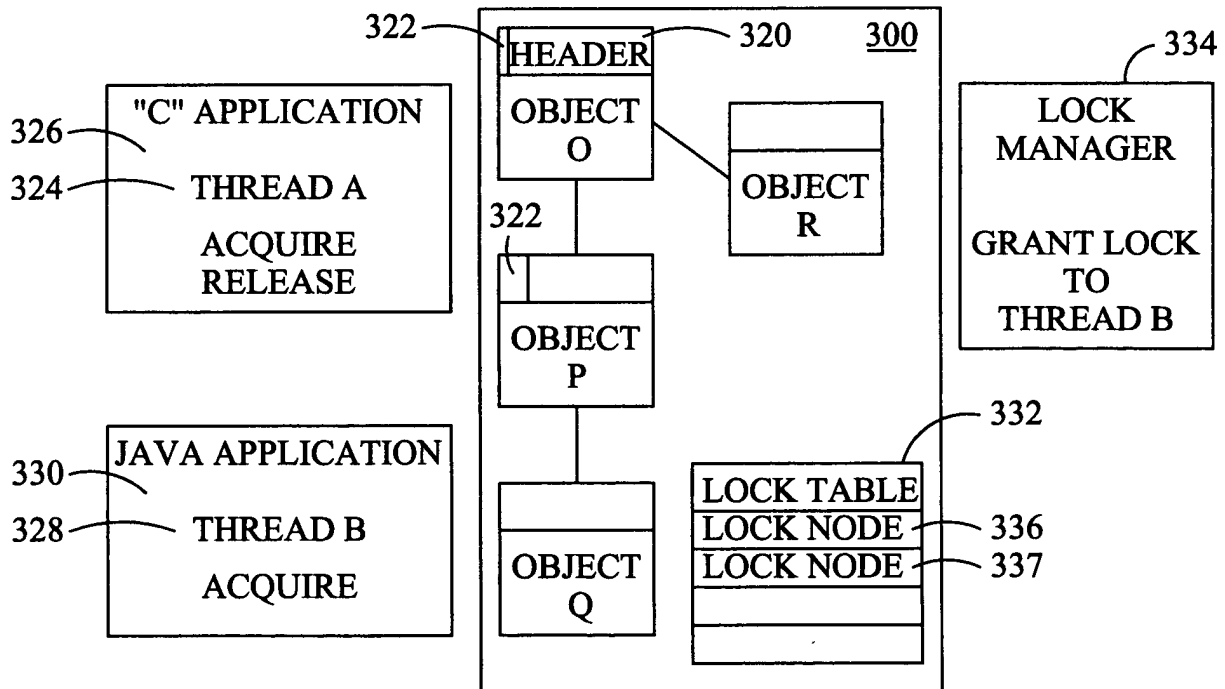 322
HEADER
320
300
OBJECT
O
"C" APPLICATION
326
324
THREAD A
ACQUIRE
RELEASE
OBJECT
R
334
LOCK
MANAGER
GRANT LOCK
TO
THREAD B
322
OBJECT
P
JAVA APPLICATION
330
328
THREAD B
ACQUIRE
OBJECT
Q
332
LOCK TABLE
LOCK NODE
336
LOCK NODE
337